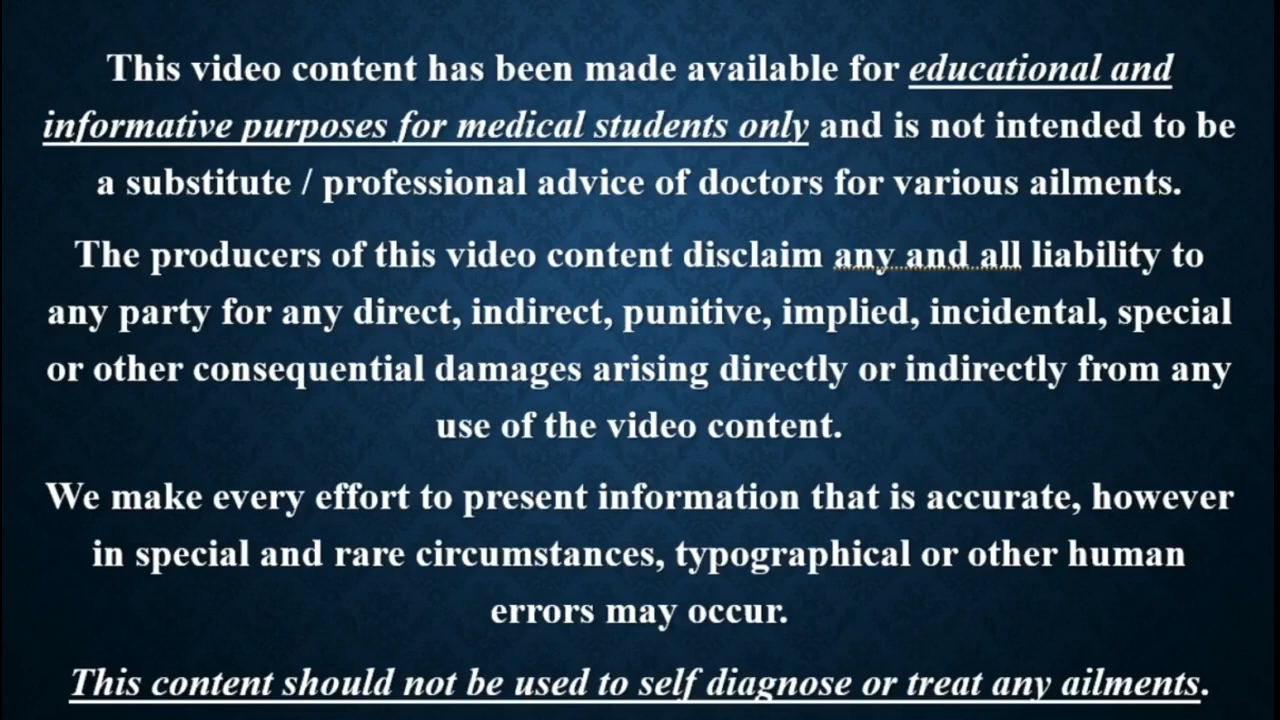 This video content has been made available for educational and
informative purposes for medical students only and is not intended to be
a substitute / professional advice of doctors for various ailments.
The producers of this video content disclaim any and all liability to
any party for any direct, indirect, punitive, implied, incidental, special
or other consequential damages arising directly or indirectly from any
use of the video content.
We make every effort to present information that is accurate, however
in special and rare circumstances, typographical or other human
errors may occur.
This content should not be used to self diagnose or treat any ailments.